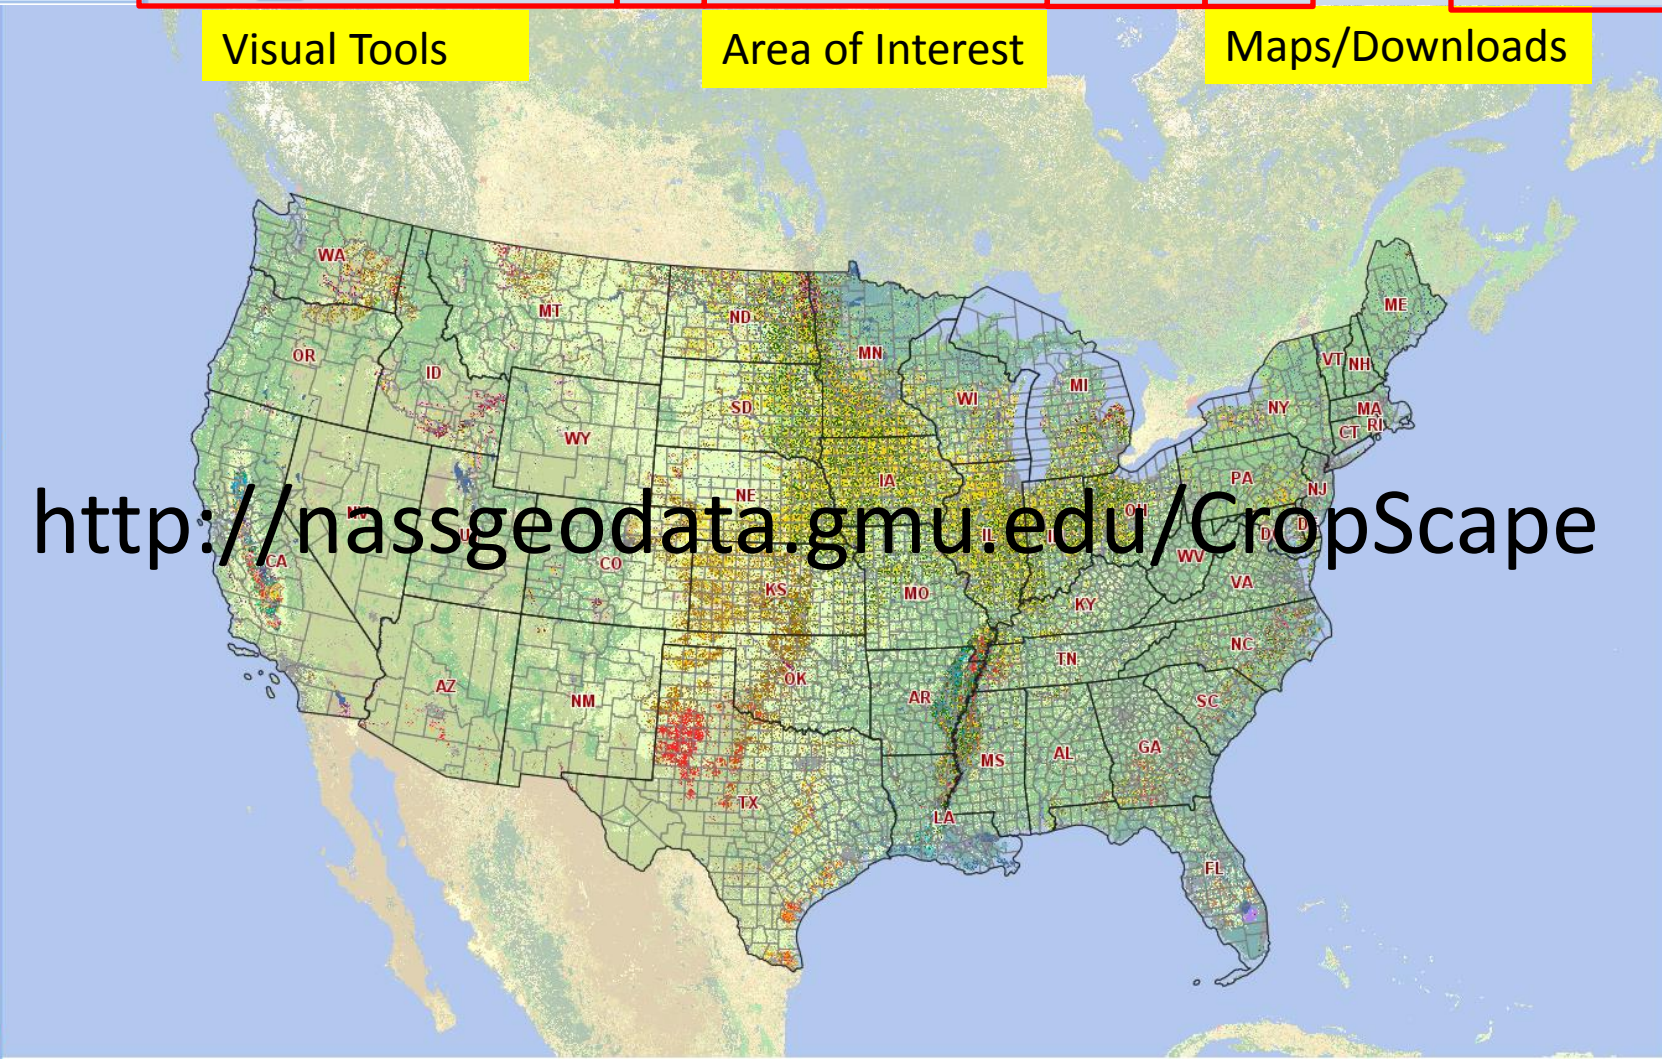 Visual Tools
Area of Interest
Maps/Downloads
WA
MT
ND
ME
OR
ID
MN
VT
NH
MI
SD
WI
NY
MA
WY
CT
RI
IA
PA
NE
NJ
http://nassgeodata.gmu.edu/CropScape
OH
IL
CA
CO
WV
VA
KS
MO
KY
NC
TN
OK
AZ
NM
AR
SC
MS
AL
GA
TX
LA
FL